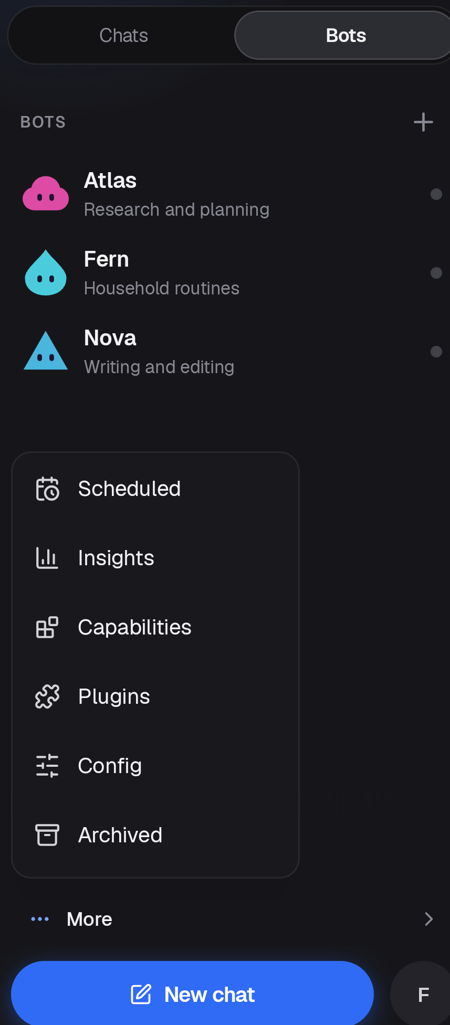 Chats
Bots
BOTS
Atlas
Research and planning
Fern
Household routines
Nova
Writing and editing
Scheduled
Insights
Capabilities
Plugins
Config
Archived
More
New chat
F